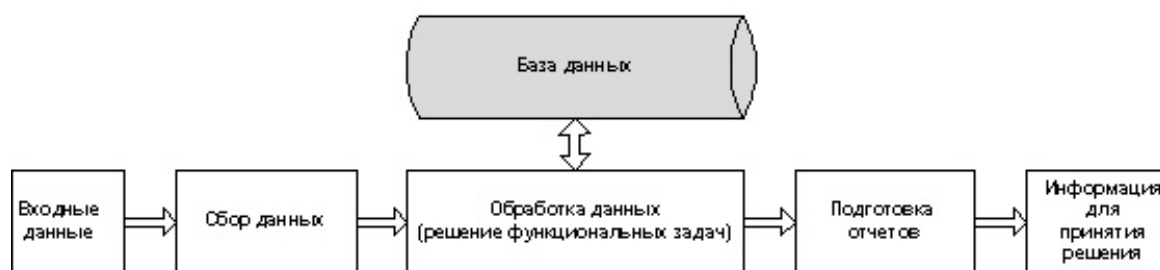 База данных
Входные
данные
Сбор данных
Обработка данных
(решение функциональных задач)
Подготовка
отчетов
Информация
для
принятия
решения